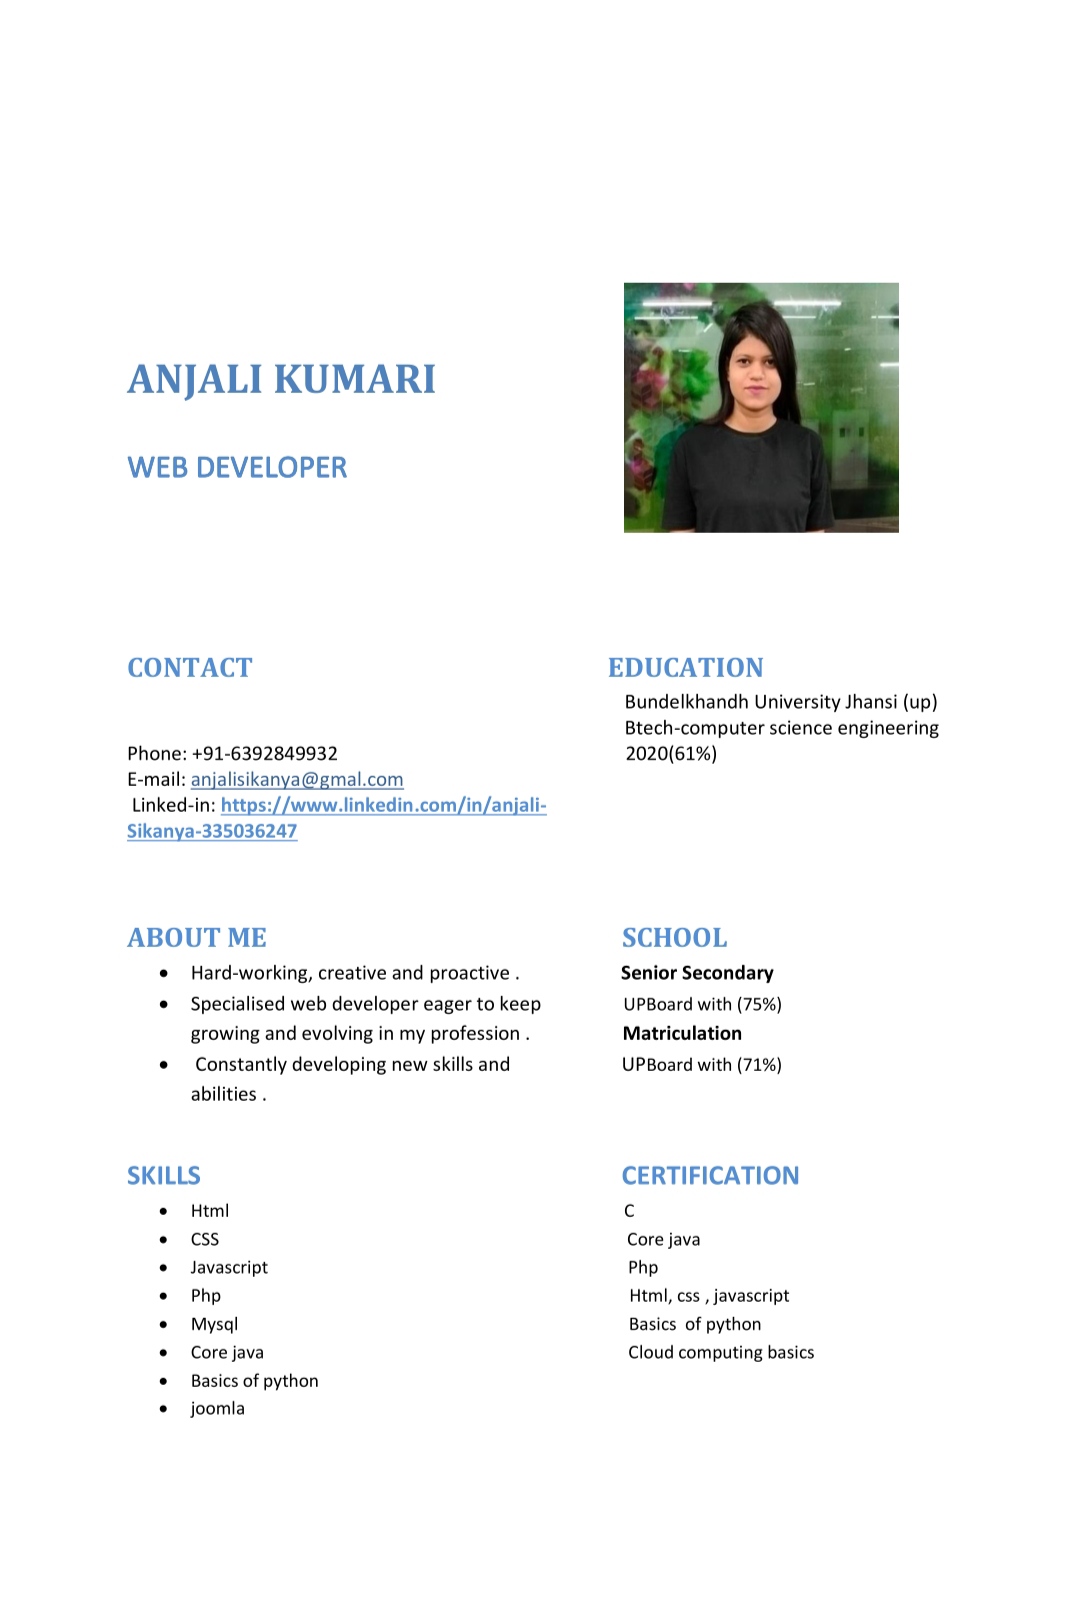 ANJALI KUMARI
WEB DEVELOPER
CONTACT
Phone: +91-6392849932
E-mail: anjalisikanya@gmal.com
Linked-in: https://www.linkedin.com/in/anjali-
Sikanya-335036247
EDUCATION
Bundelkhandh University Jhansi (up)
Btech-computer science engineering
2020(61%)
ABOUT ME
• Hard-working, creative and proactive .
• Specialised web developer eager to keep
growing and evolving in my profession .
• Constantly developing new skills and
abilities .
SCHOOL
Senior Secondary
UPBoard with (75%)
Matriculation
UPBoard with (71%)
SKILLS
• Html
• CSS
• Javascript
• Php
• Mysql
• Core java
• Basics of python
• joomla
CERTIFICATION
C
Core java
Php
Html, css , javascript
Basics of python
Cloud computing basics